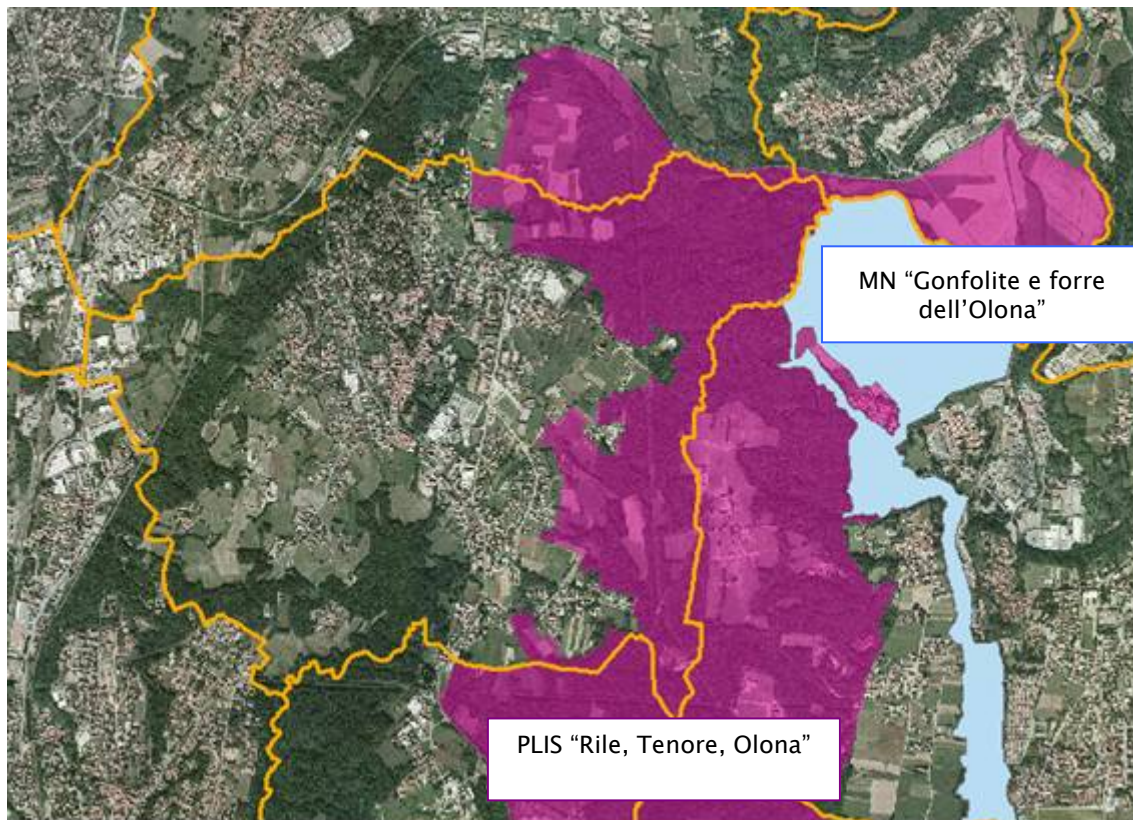 MN “Gonfolite e forre
dell’Olona”
PLIS “Rile, Tenore, Olona”